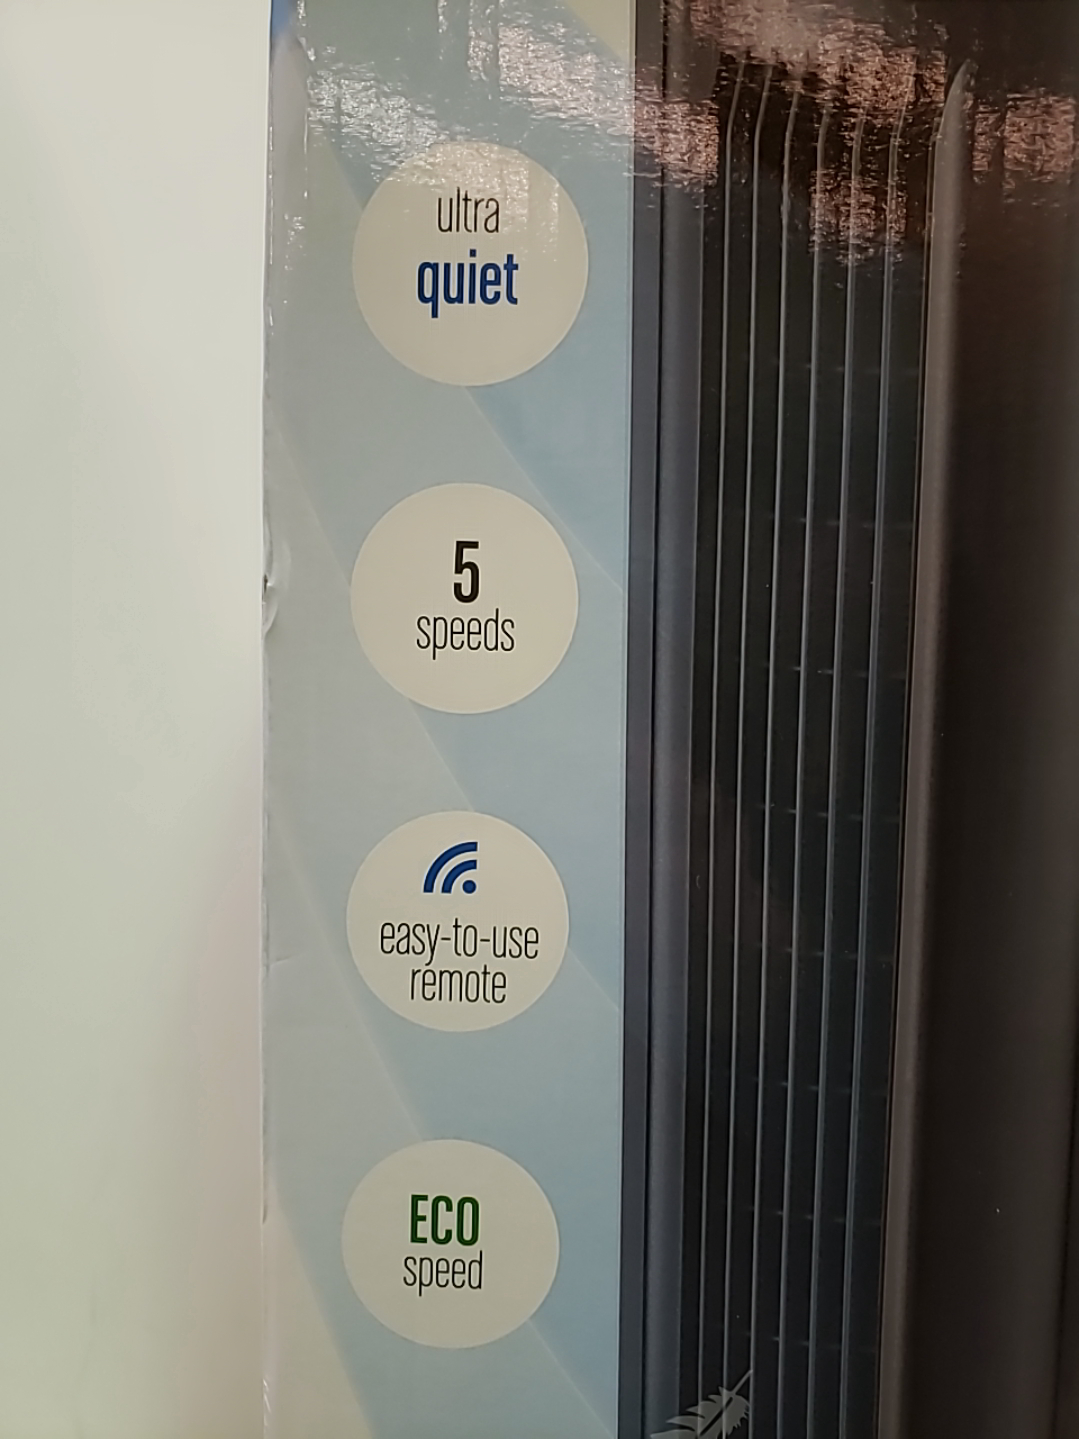 ultra
quiet
5
speeds
easy-to-use
remote
ECO
speed